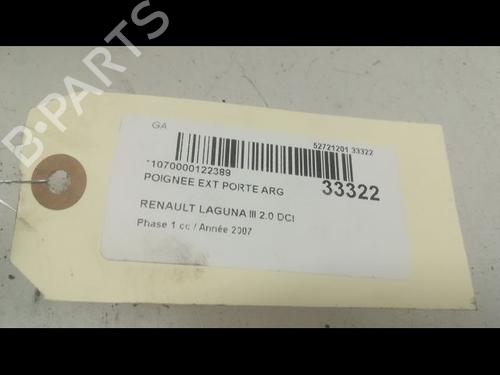 B-PARTS
GA
52721201 33322
*1070000122389
POIGNEE EXT PORTE ARG
33322
RENAULT LAGUNA III 2.0 DCI
Phase 1 cc / Année 2007